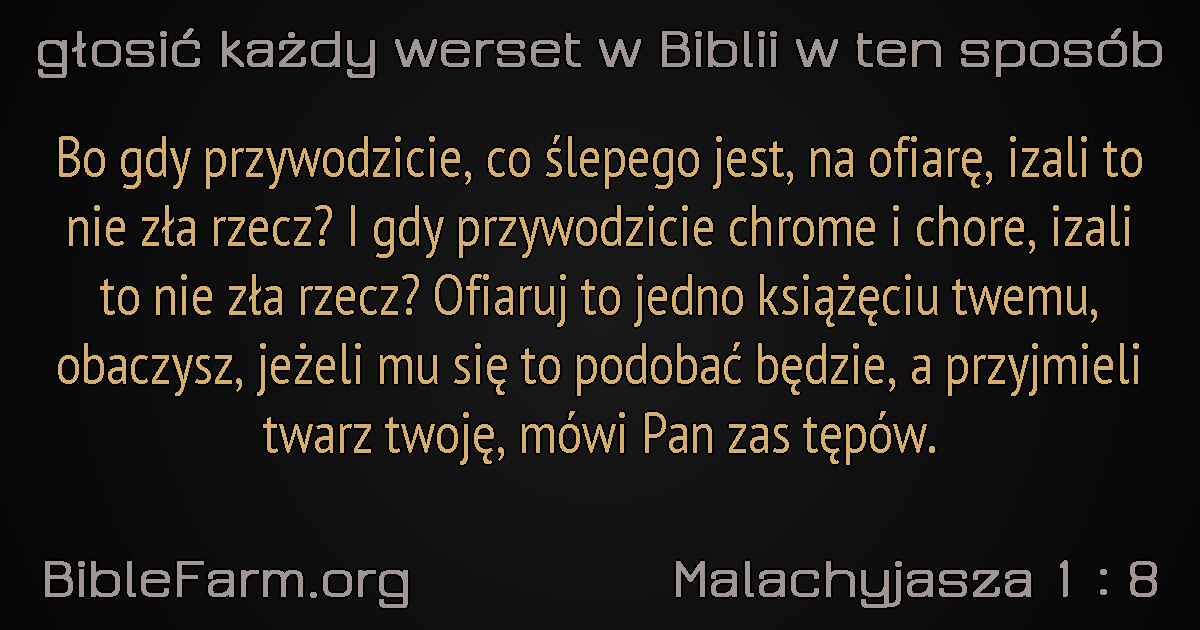 głosić każdy werset w Biblii w ten sposób
Bo gdy przywodzicie, co ślepego jest, na ofiarę, izali to
nie zła rzecz? I gdy przywodzicie chrome i chore, izali
to nie zła rzecz? Ofiaruj to jedno książęciu twemu,
obaczysz, jeżeli mu się to podobać będzie, a przyjmieli
twarz twoję, mówi Pan zas tępów.
BibleFarm.org
Malachyjasza 1 : 8